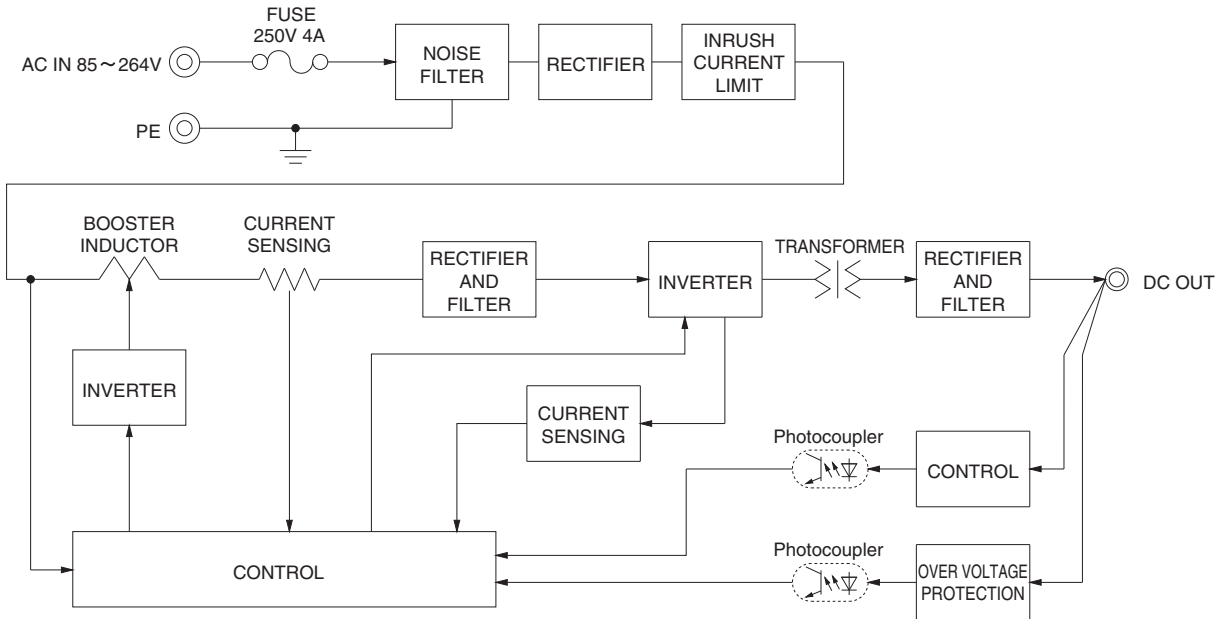 FUSE
250V 4A
AC IN 85～264V
NOISE
FILTER
RECTIFIER
INRUSH
CURRENT
LIMIT
PE
BOOSTER
INDUCTOR
CURRENT
SENSING
RECTIFIER
AND
FILTER
INVERTER
TRANSFORMER
RECTIFIER
AND
FILTER
DC OUT
INVERTER
CURRENT
SENSING
Photocoupler
CONTROL
CONTROL
Photocoupler
OVER VOLTAGE
PROTECTION